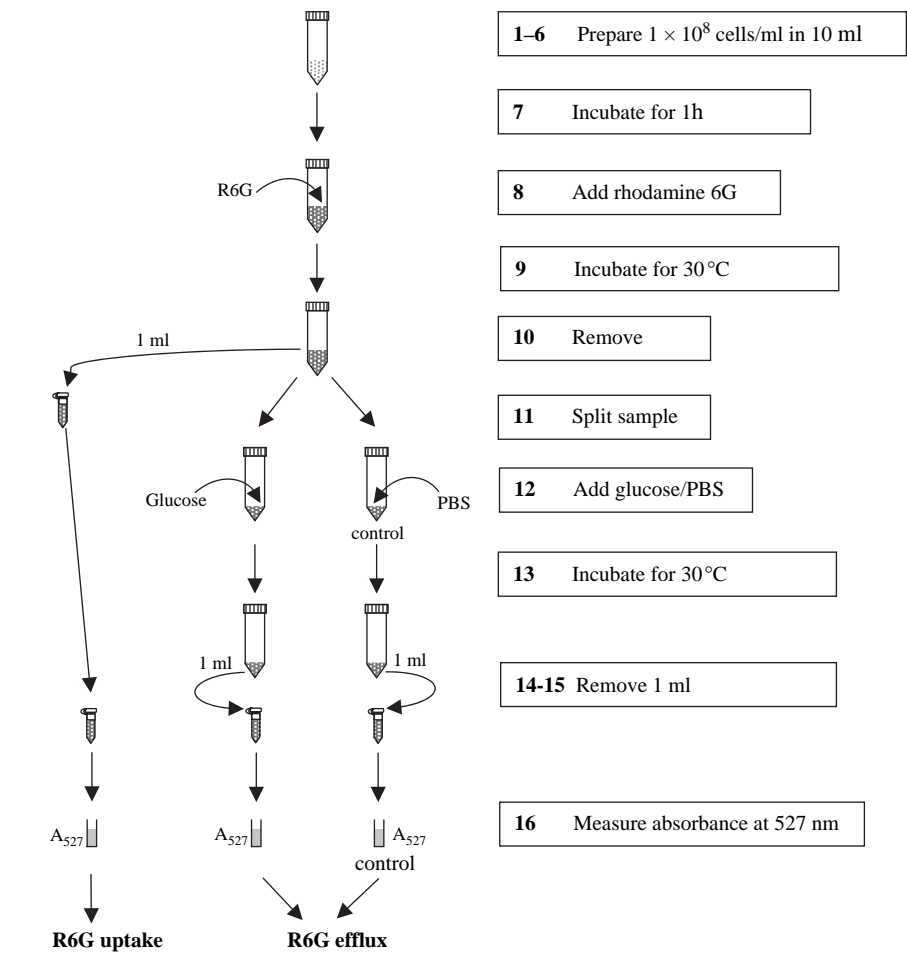 1–6 Prepare 1 × 10⁸ cells/ml in 10 ml
7 Incubate for 1h
R6G
8 Add rhodamine 6G
9 Incubate for 30 °C
1 ml
10 Remove
11 Split sample
Glucose
PBS
12 Add glucose/PBS
control
13 Incubate for 30 °C
1 ml
1 ml
14-15 Remove 1 ml
A₅₂₇
A₅₂₇
A₅₂₇
16 Measure absorbance at 527 nm
control
R6G uptake
R6G efflux